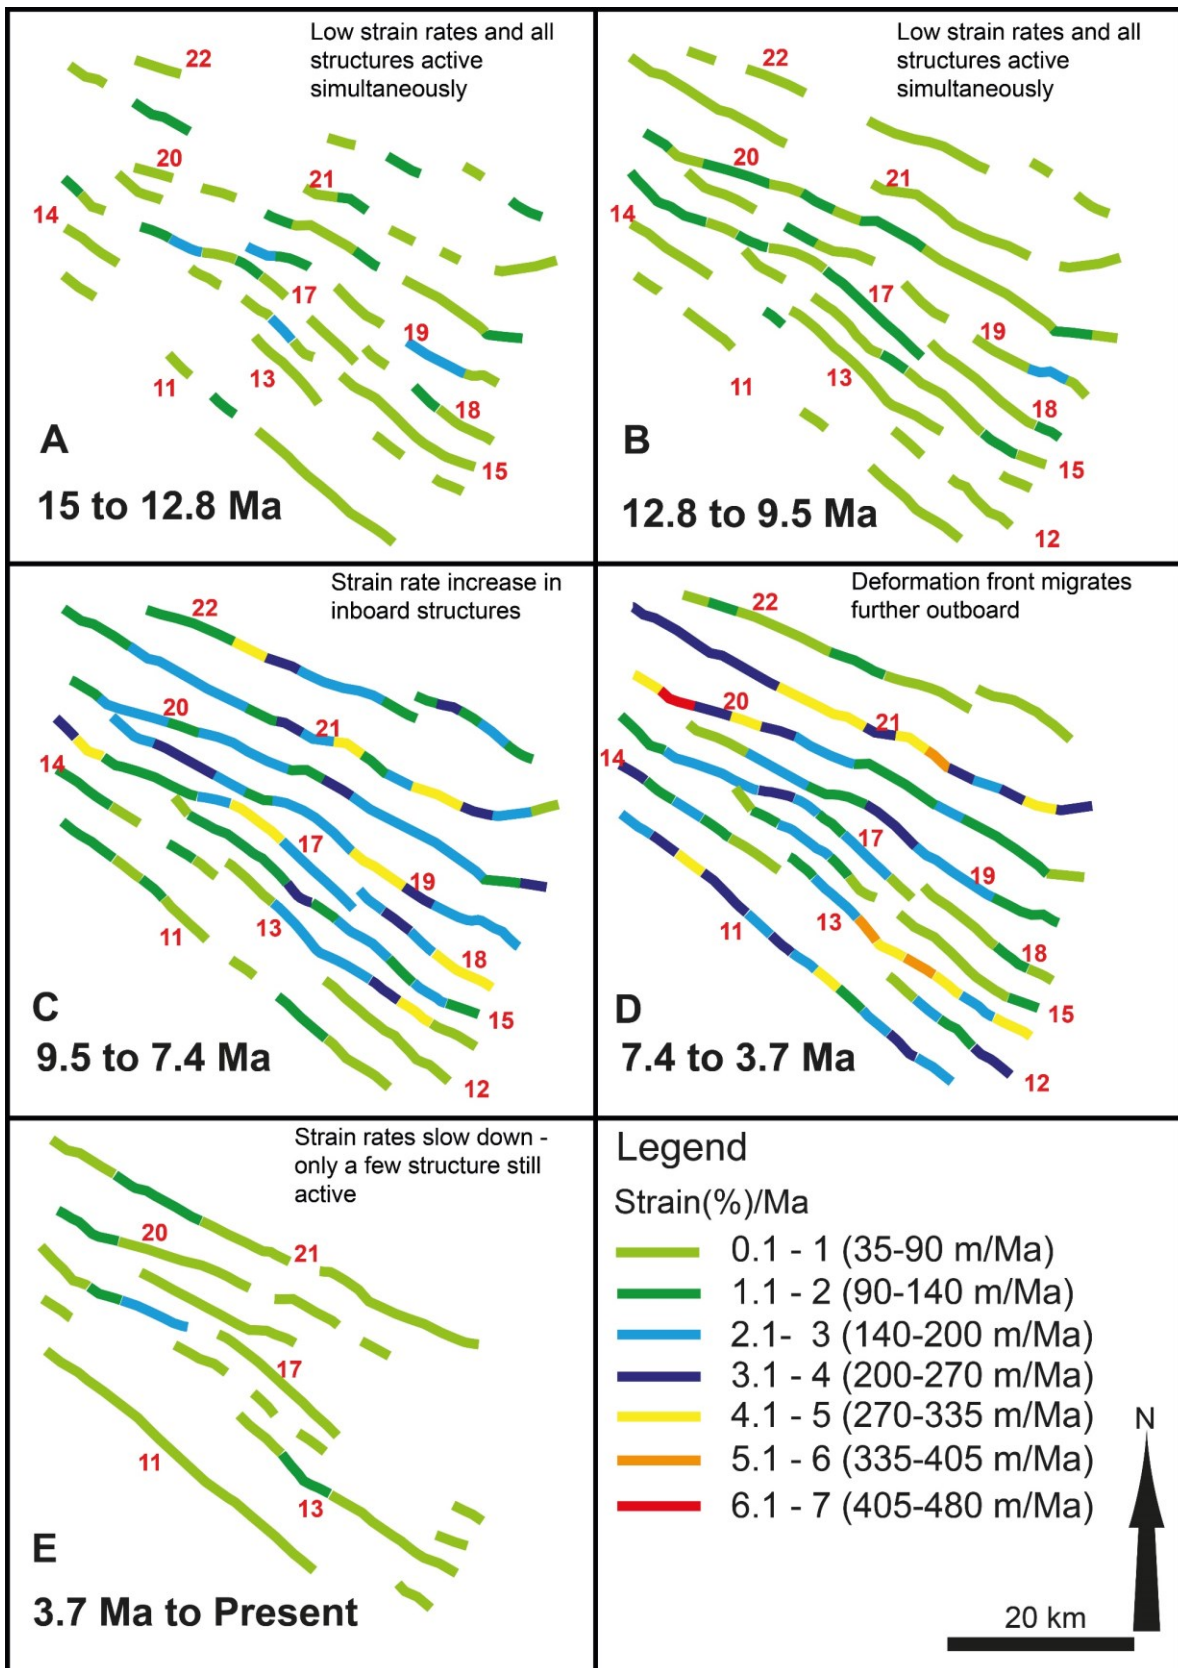 Low strain rates and all
structures active
simultaneously
22
20
21
14
17
19
11
13
18
15
A
15 to 12.8 Ma
Low strain rates and all
structures active
simultaneously
22
20
21
14
17
19
13
11
18
15
12
B
12.8 to 9.5 Ma
Strain rate increase in
inboard structures
22
20
21
14
17
19
11
13
18
15
12
C
9.5 to 7.4 Ma
Deformation front migrates
further outboard
22
20
21
14
17
19
11
13
18
15
12
D
7.4 to 3.7 Ma
Strain rates slow down -
only a few structure still
active
20
21
17
11
13
E
3.7 Ma to Present
Legend
Strain(%)/Ma
0.1 - 1 (35-90 m/Ma)
1.1 - 2 (90-140 m/Ma)
2.1- 3 (140-200 m/Ma)
3.1 - 4 (200-270 m/Ma)
4.1 - 5 (270-335 m/Ma)
5.1 - 6 (335-405 m/Ma)
6.1 - 7 (405-480 m/Ma)
N
20 km